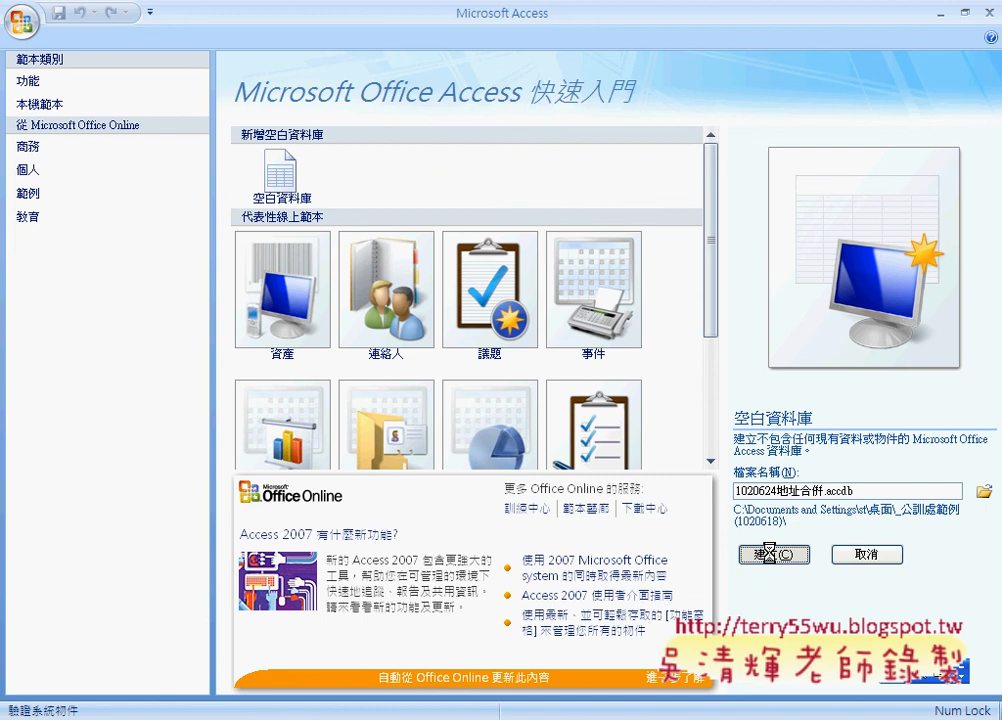 Microsoft Access
範本類別
功能
本機範本
從 Microsoft Office Online
商務
個人
範例
教育
Microsoft Office Access 快速入門
新增空白資料庫
空白資料庫
代表性線上範本
資產
連絡人
議題
事件
Microsoft
Office Online
更多 Office Online 的服務:
訓練中心
範本藝廊
下載中心
Access 2007 有什麼新功能?
新的 Access 2007 包含更強大的
工具，幫助您在可管理的環境下
快速地追蹤、報告及共用資訊。
請來看看新的功能及更新。
使用 2007 Microsoft Office
system 的同時取得最新內容
Access 2007 使用者介面指南
使用最新、並可輕鬆存取的 [功能表
格] 來管理您所有的物件
自動從 Office Online 更新此內容
進一步了解
空白資料庫
建立不包含任何現有資料或物件的 Microsoft Office
Access 資料庫。
檔案名稱(N):
1020624地址合併.accdb
C:\Documents and Settings\st\桌面\_公訓處範例
(1020618)\
建立(C)
取消
http://terry55wu.blogspot.tw
吳清輝老師錄製
驗證系統物件
Num Lock